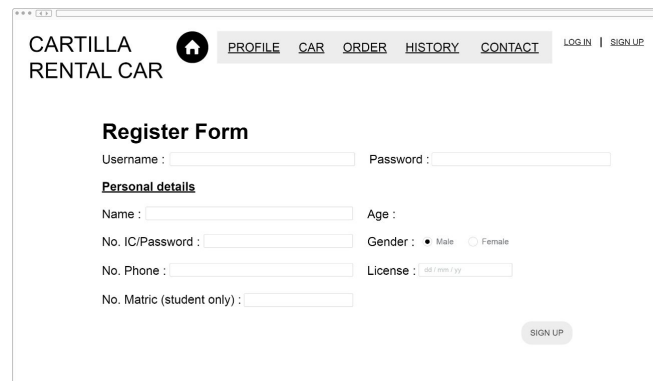 CARTILLA
RENTAL CAR
PROFILE CAR ORDER HISTORY CONTACT
LOG IN | SIGN UP
Register Form
Username : Password :
Personal details
Name : Age :
No. IC/Password : Gender : Male Female
No. Phone : License : dd / mm / yy
No. Matric (student only) :
SIGN UP